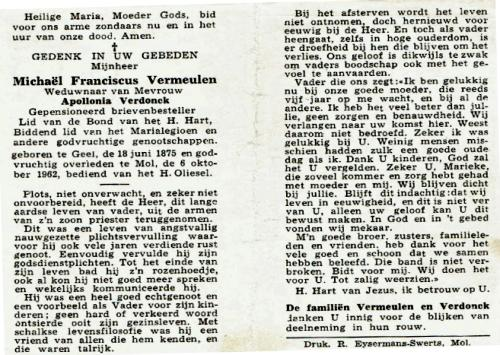 Heilige Maria, Moeder Gods, bid
voor ons arme zondaars nu en in het
uur van onze dood. Amen.
GEDENK IN UW GEBEDEN
Mijnheer
Michaël Franciscus Vermeulen
Weduwnaar van Mevrouw
Apollonia Verdonck
Gepensioneerd brievenbesteller
Lid van de Bond van het H. Hart,
Biddend lid van het Marialegioen en
andere godvruchtige genootschappen.
geboren te Geel, de 18 juni 1875 en god-
vruchtig overleden te Mol, de 6 okto-
ber 1962, bediend van het H. Oliesel.
Plots, niet onverwacht, en zeker niet
onvoorbereid, heeft de Heer, dit lange
aardse leven van vader, uit de armen
van z'n zoon priester teruggenomen.
Dit was een leven van angstvallig
nauwgezette plichtsvervulling waar-
voor hij ook vele jaren verdiende rust
genoot. Eenvoudig vervulde hij zijn
godsdienstplichten. Tot het einde van
zijn leven bad hij z'n rozenhoedje,
ook al kon hij niet goed meer spreken
en wekelijks kommuniceerde hij.
Hij was een heel goed echtgenoot en
een voorbeeld als Vader voor zijn kin-
deren; geen hard of verkeerd woord
ontsierde ooit zijn gezinsleven. Met
schalkse levensfilosofie was hij een
vriend van allen die hem kenden, en
die waren talrijk.
Bij het afsterven wordt het leven
niet ontnomen, doch hernieuwd voor
eeuwig bij de Heer. En toch als vader
heengaat, zelfs in hoge ouderdom, is
er droefheid bij hen die blijven om het
verlies. Ons geloof is dikwijls te zwak
om vaders boodschap ook met het ge-
voel te aanvaarden.
Vader die ons zegt: «Ik ben gelukkig
nu bij onze goede moeder, die reeds
vijf jaar op me wacht, en bij al de
andere. Ik heb het veel beter dan jul-
lie, geen zorgen en benauwdheid. Wij
verlangen naar uw komst hier. Weest
daarom niet bedroefd. Zeker ik was
gelukkig bij U. Weinig mensen mis-
schien hadden zulk een goede oude
dag als ik. Dank U kinderen, God zal
het U vergelden. Zeker U, Marieke,
die zoveel kommer en zorg hebt gehad
met moeder en mij. Wij blijven dicht
bij jullie. Blijft dit indachtig: dat wij
leven in eeuwigheid, en dit is niet ver
van U, alleen uw geloof kan U dit
bewust maken. In God en in 't gebed
vonden wij mekaar.
M'n goede broer, zusters, familiele-
den en vrienden, heb dank voor het
vele goed en schoon dat we samen
hebben beleefd. Die band is niet ver-
broken. Bidt voor mij. Wij doen het
voor U. Tot zalig weerzien.»
H. Hart van Jezus, ik betrouw op U.
De familiën Vermeulen en Verdonck
danken U innig voor de blijken van
deelneming in hun rouw.
Druk. R. Eysermans-Swerts, Mol.